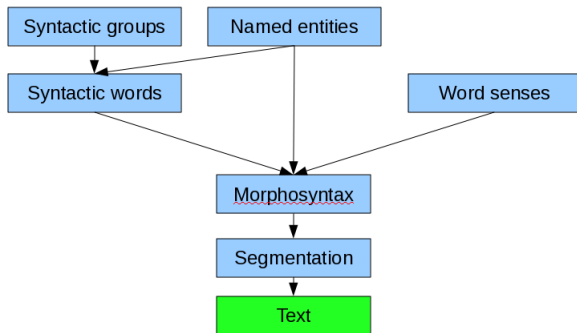 Syntactic groups
Named entities
Syntactic words
Word senses
Morphosyntax
Segmentation
Text